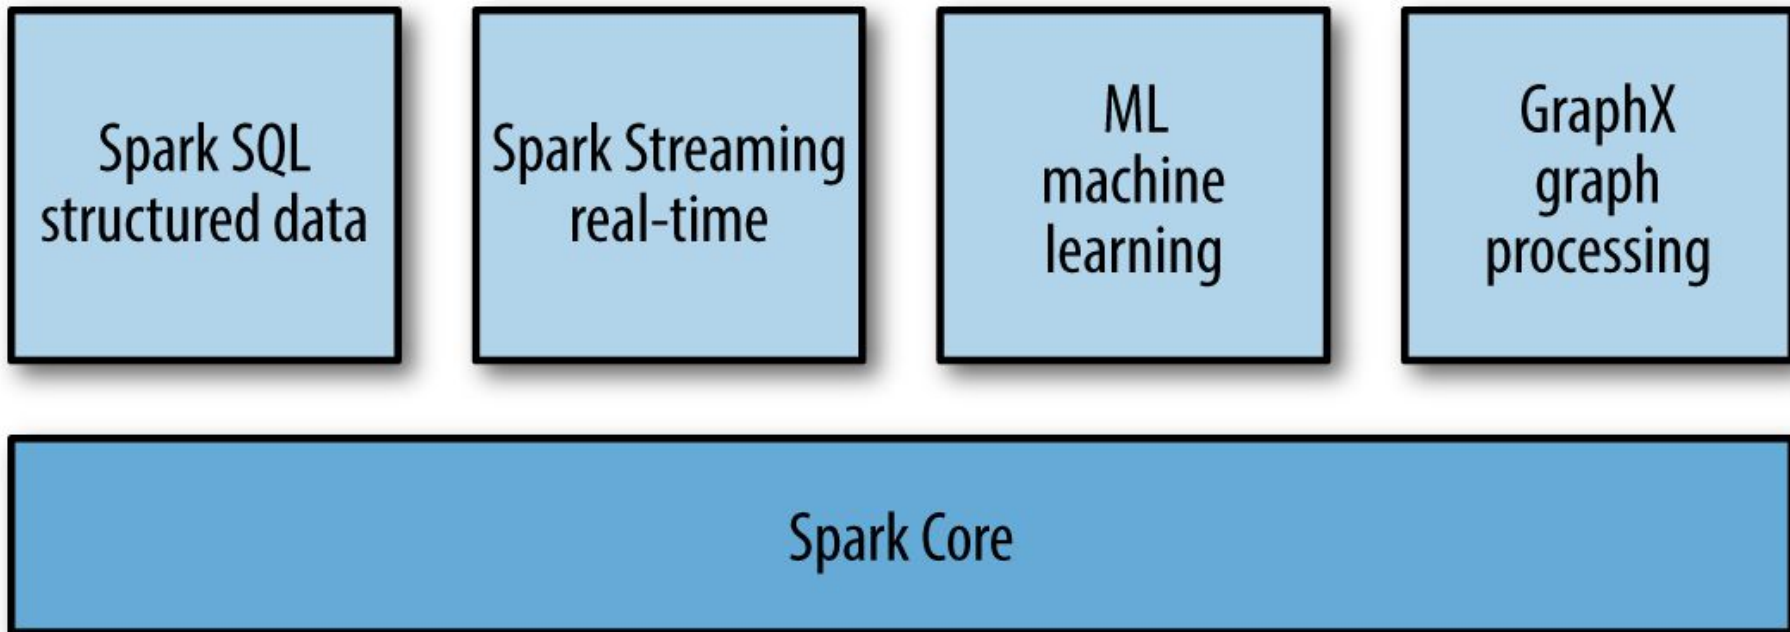 Spark SQL
structured data
Spark Streaming
real-time
ML
machine
learning
GraphX
graph
processing
Spark Core